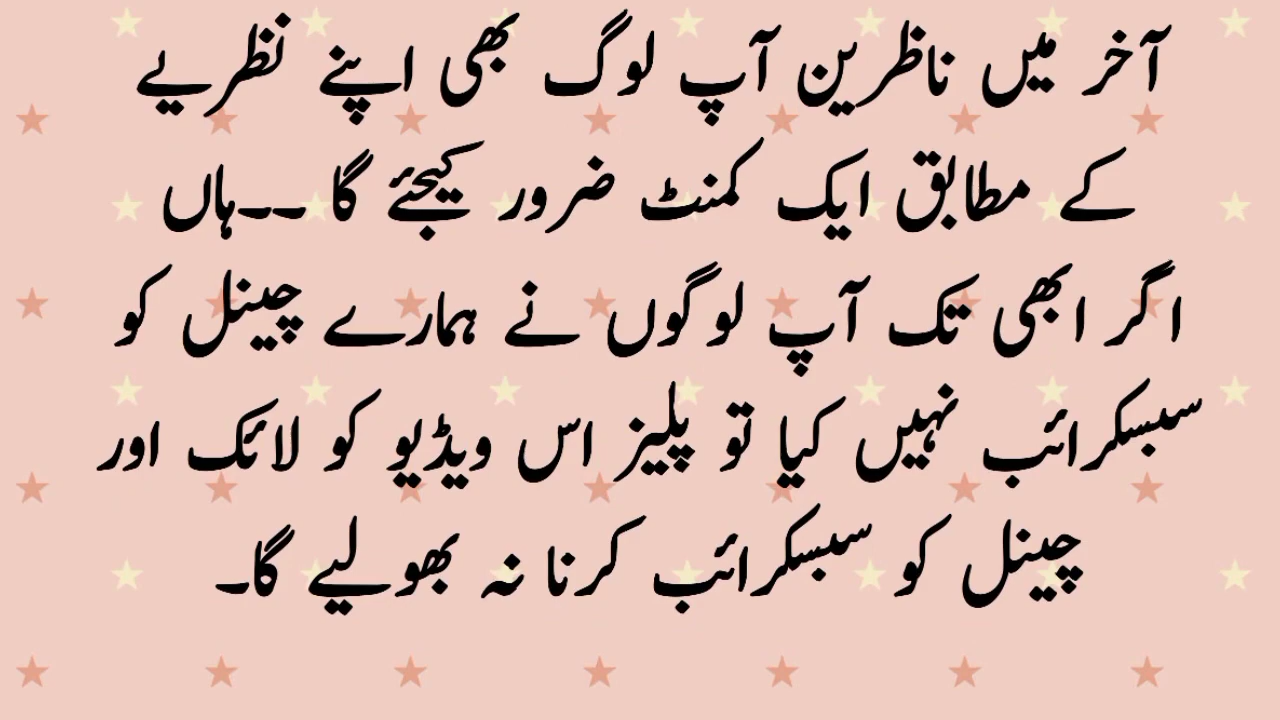 آخر میں ناظرین آپ لوگ بھی اپنے نظریے
کے مطابق ایک کمنٹ ضرور کیجئے گا ۔۔ہاں
اگر ابھی تک آپ لوگوں نے ہمارے چینل کو
سبسکرائب نہیں کیا تو پلیز اس ویڈیو کو لائک اور
چینل کو سبسکرائب کرنا نہ بھولیے گا۔